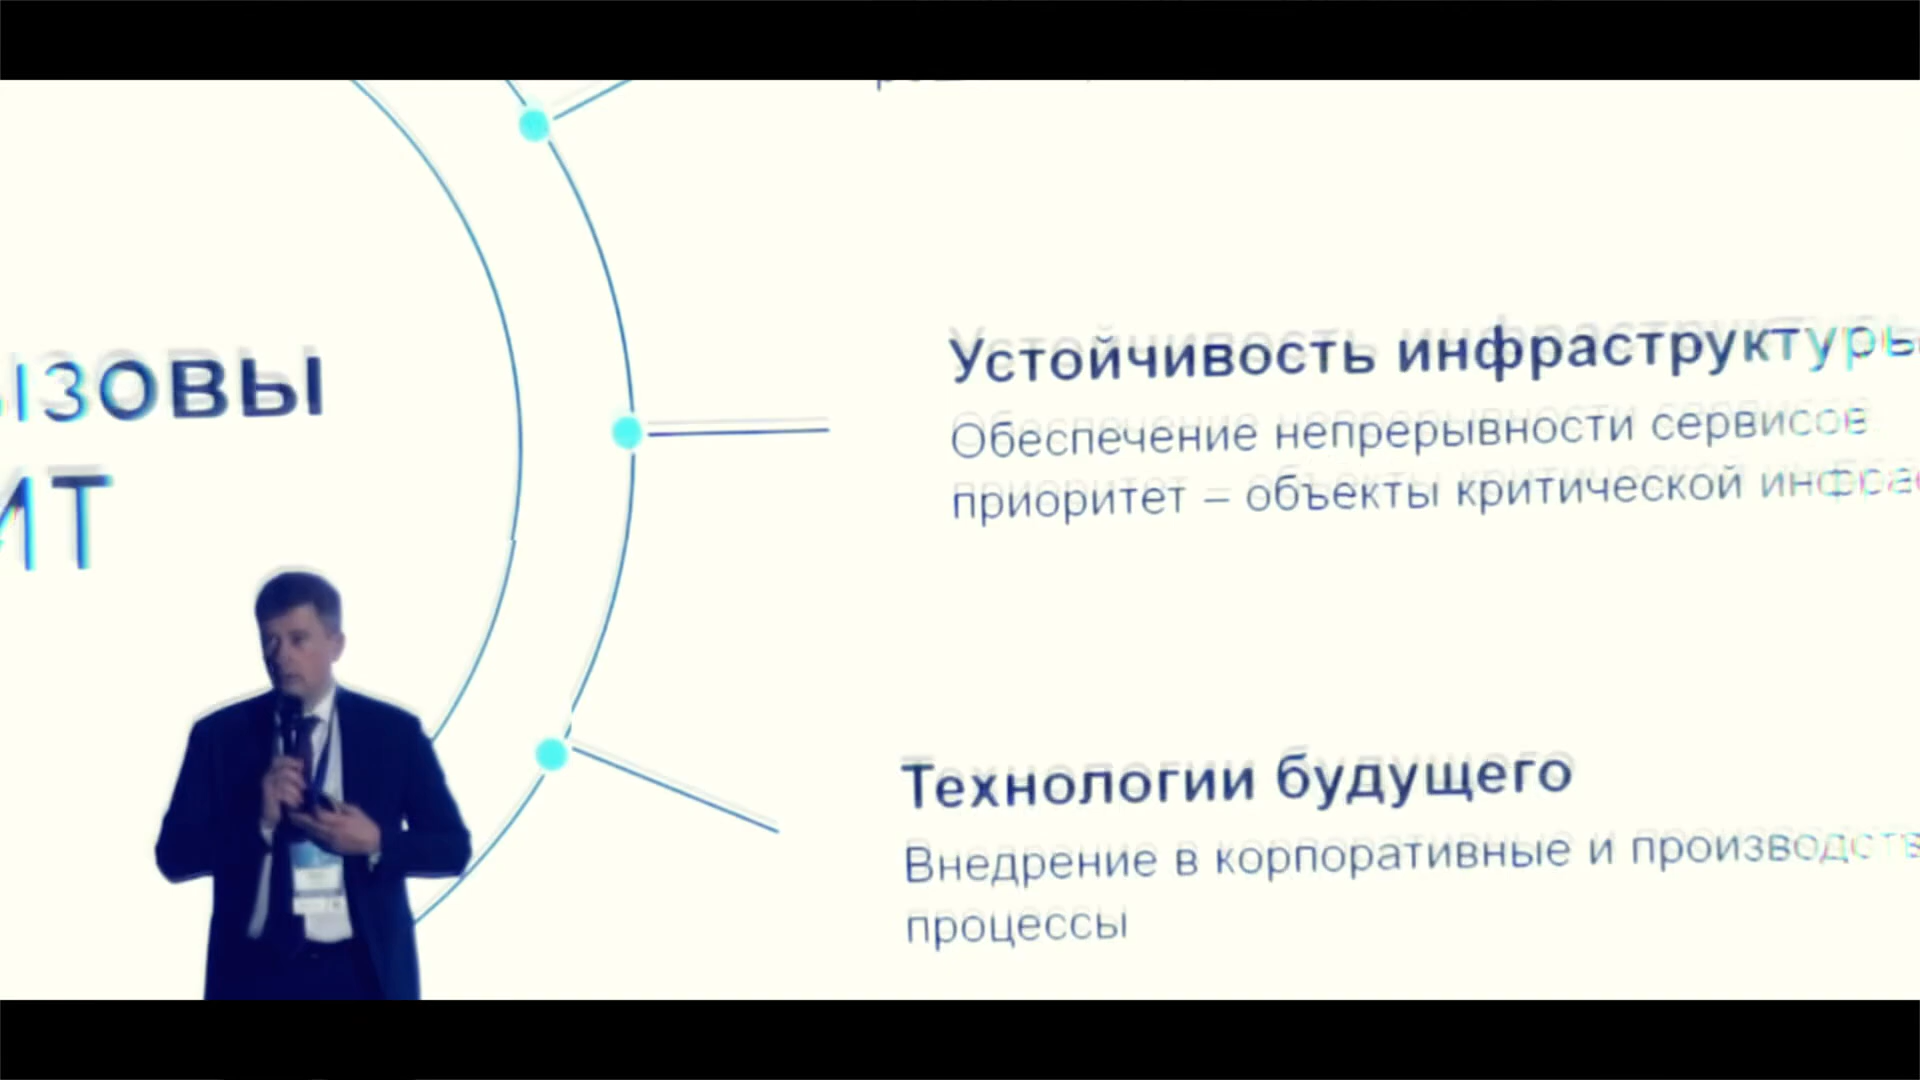 ызовы
ИТ
Устойчивость инфраструктуры
Обеспечение непрерывности сервисов
приоритет – объекты критической
Технологии будущего
Внедрение в корпоративные и
процессы